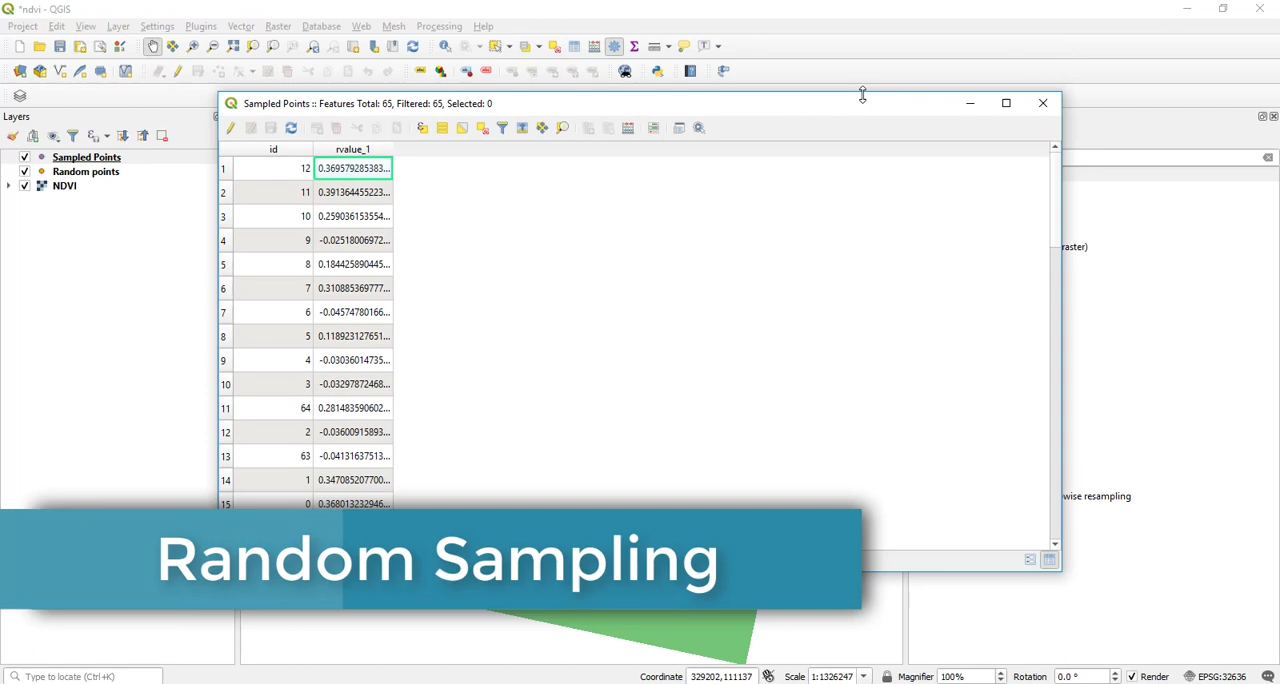 *ndvi - QGIS
Project Edit View Layer Settings Plugins Vector Raster Database Web Mesh Processing Help
Layers
Sampled Points
Random points
NDVI
Sampled Points :: Features Total: 65, Filtered: 65, Selected: 0
id rvalue_1
1 12 0.369579285383...
2 11 0.391364455223...
3 10 0.259036153554...
4 9 -0.02518006972...
5 8 0.184425890445...
6 7 0.310885369777...
7 6 -0.04574780166...
8 5 0.118923127651...
9 4 -0.03036014735...
10 3 -0.03297872468...
11 64 0.281483590602...
12 2 -0.03600915893...
13 63 -0.04131637513...
14 1 0.347085207700...
15 0 0.368013232946...
raster)
wise resampling
Random Sampling
Type to locate (Ctrl+K)
Coordinate 329202,111137 Scale 1:1326247 Magnifier 100% Rotation 0.0 ° Render EPSG:32636